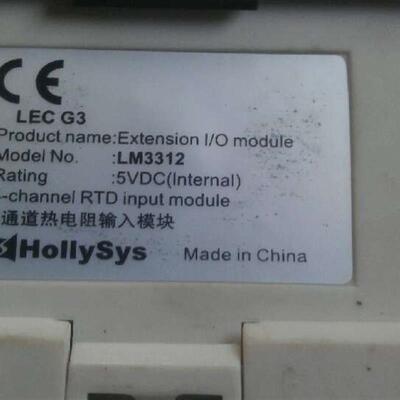 CE
LEC G3
Product name:Extension I/O module
Model No. :LM3312
Rating :5VDC(Internal)
-channel RTD input module
通道热电阻输入模块
HollySys Made in China